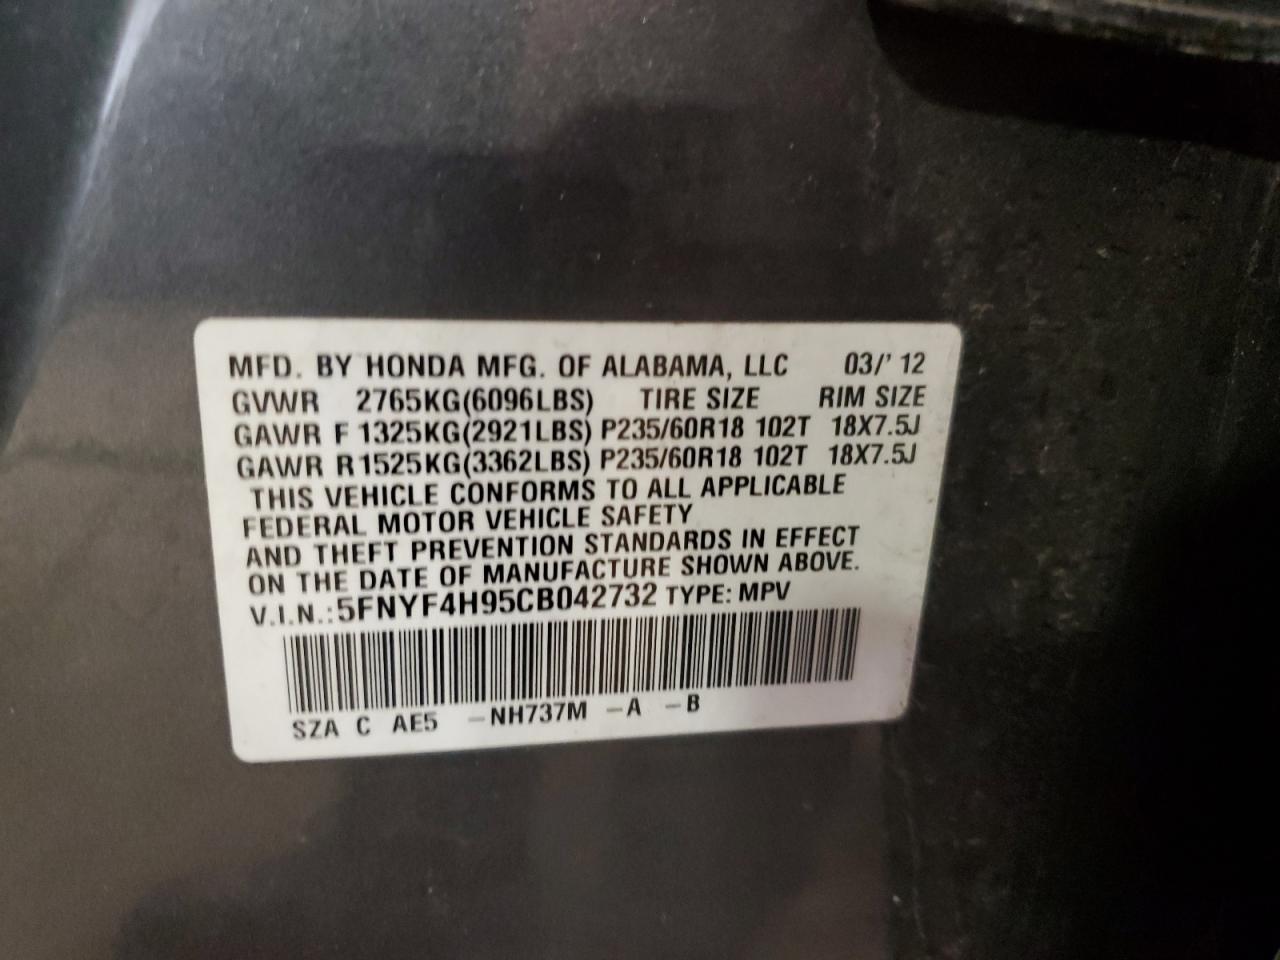 MFD. BY HONDA MFG. OF ALABAMA, LLC 03/' 12
GVWR 2765KG(6096LBS) TIRE SIZE RIM SIZE
GAWR F 1325KG(2921LBS) P235/60R18 102T 18X7.5J
GAWR R1525KG(3362LBS) P235/60R18 102T 18X7.5J
THIS VEHICLE CONFORMS TO ALL APPLICABLE
FEDERAL MOTOR VEHICLE SAFETY
AND THEFT PREVENTION STANDARDS IN EFFECT
ON THE DATE OF MANUFACTURE SHOWN ABOVE.
V.I.N.:5FNYF4H95CB042732 TYPE: MPV
SZA C AE5 -NH737M -A -B